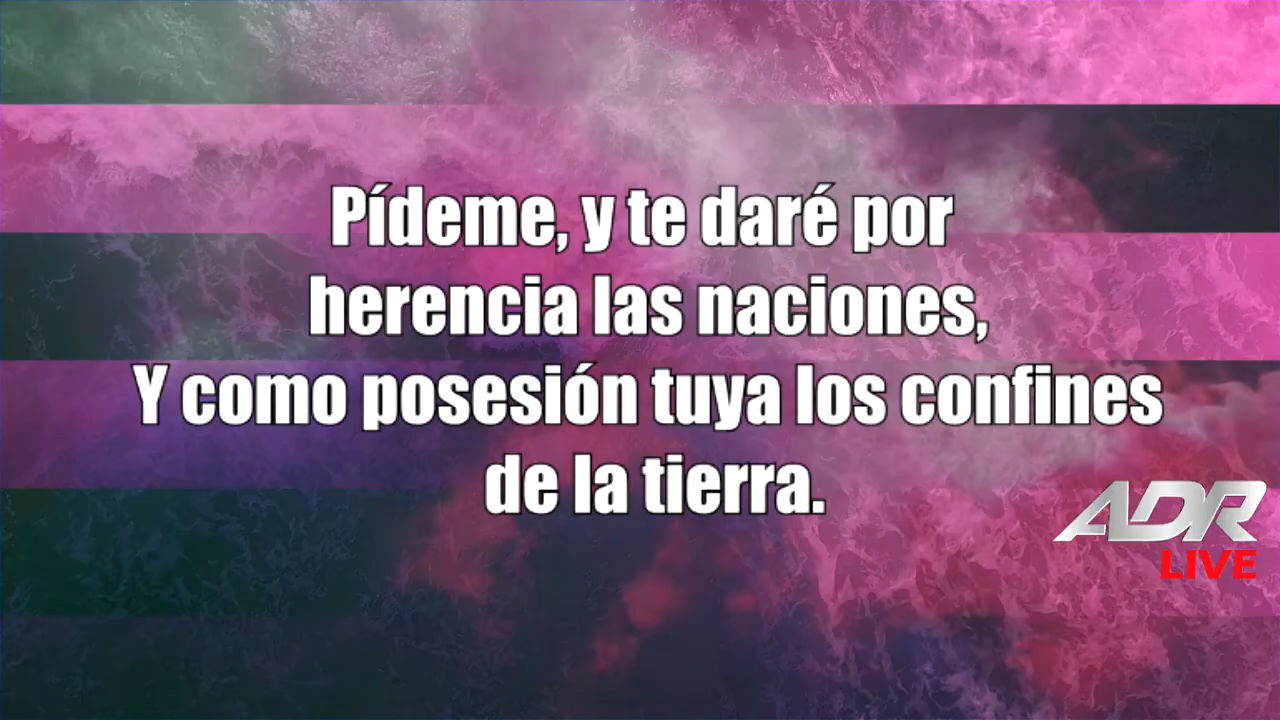 Pídeme, y te daré por
herencia las naciones,
Y como posesión tuya los confines
de la tierra.
ADR
LIVE